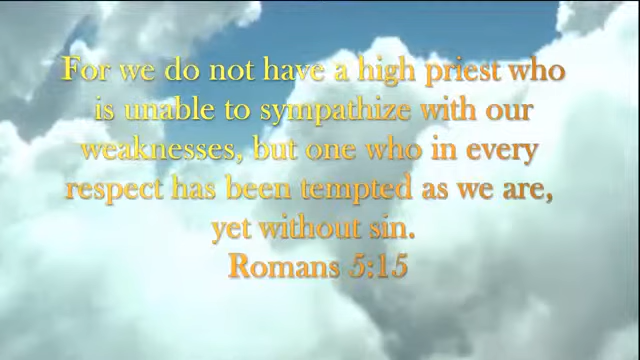 For we do not have a high priest who
is unable to sympathize with our
weaknesses, but one who in every
respect has been tempted as we are,
yet without sin.
Romans 5:15